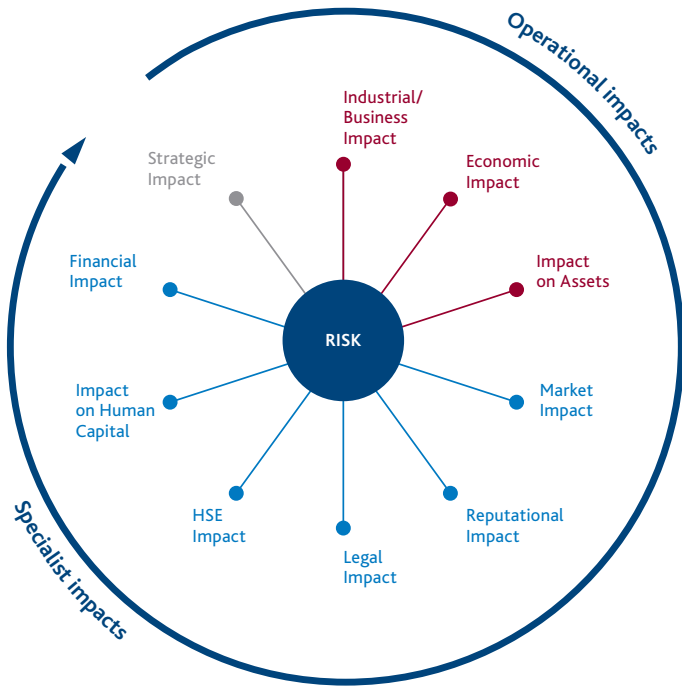 Operational impacts
Industrial/
Business
Impact
Strategic
Impact
Economic
Impact
Financial
Impact
Impact
on Assets
RISK
Impact
on Human
Capital
Market
Impact
HSE
Impact
Reputational
Impact
Legal
Impact
Specialist impacts